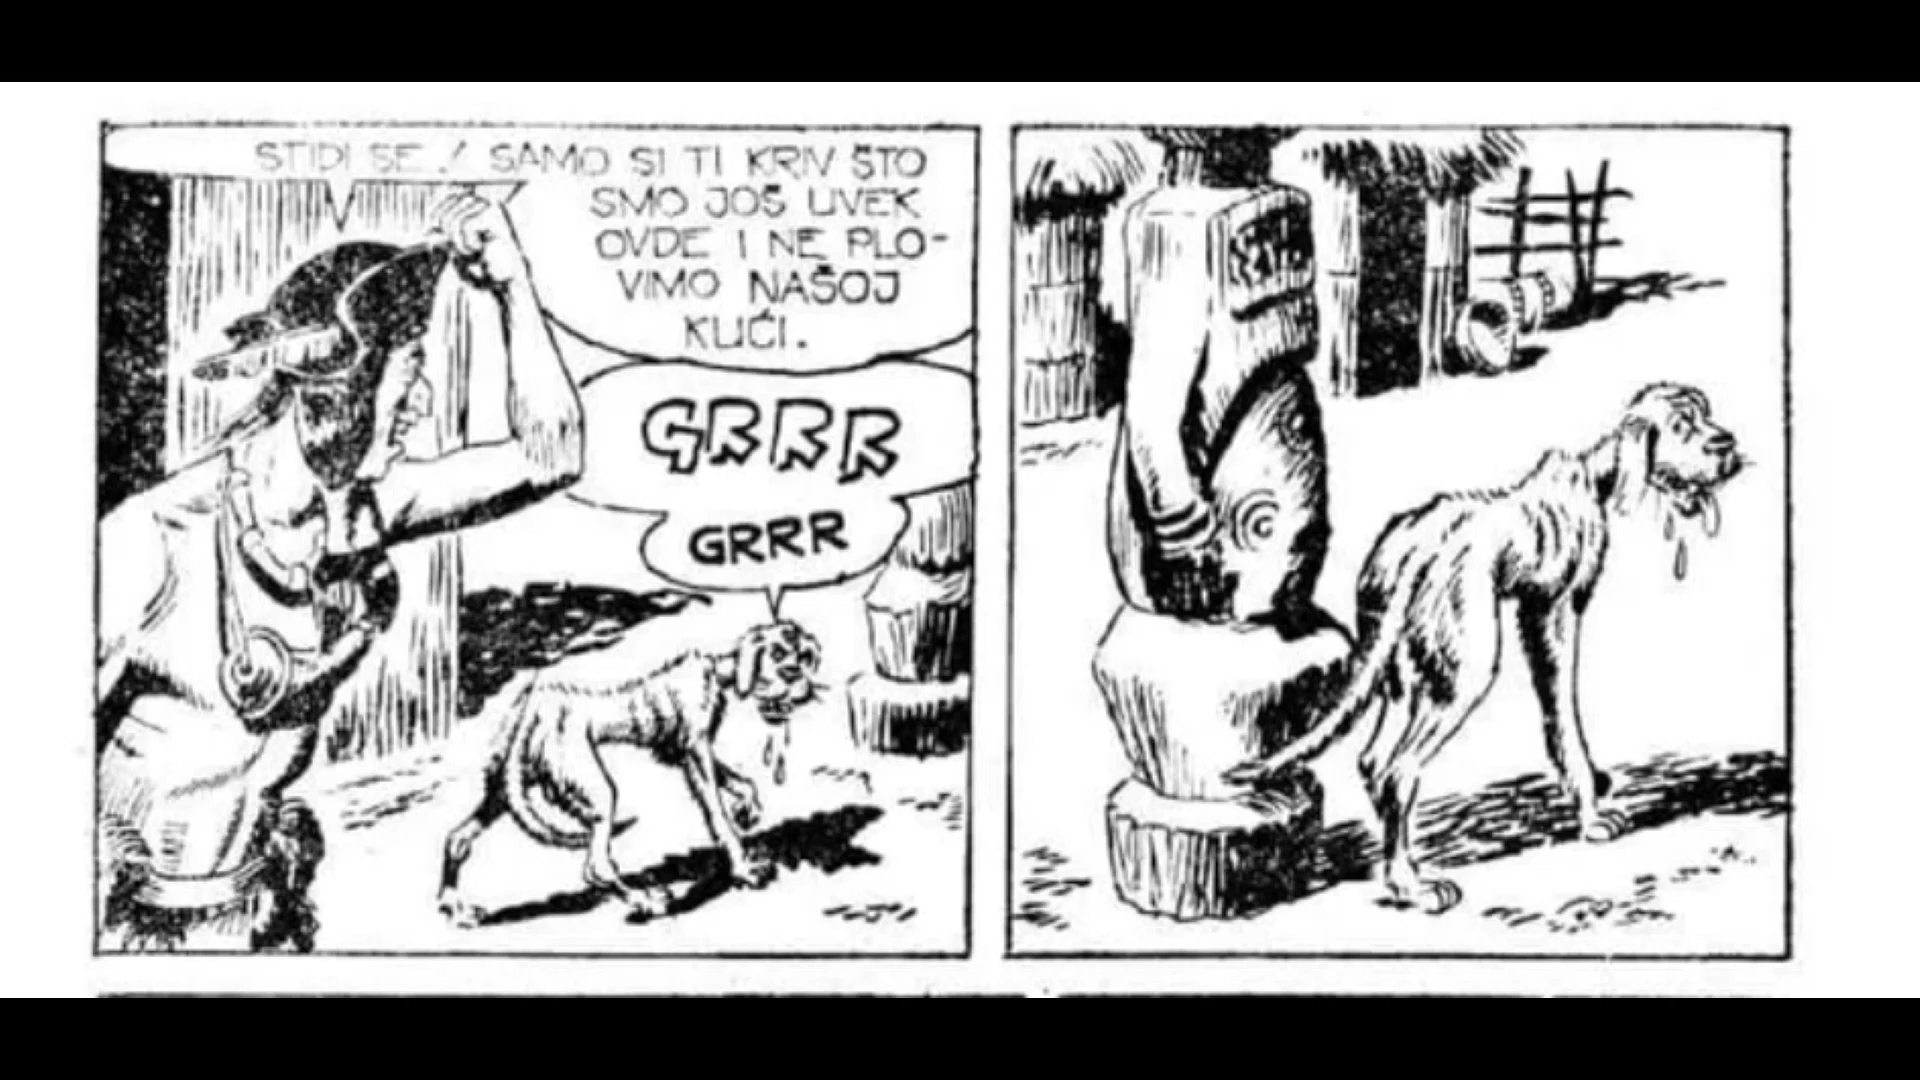 STIDI SE! SAMO SI TI KRIV ŠTO
SMO JOŠ UVEK
OVDE I NE PLO-
VIMO NAŠOJ
KUĆI.
GRRR
GRRR